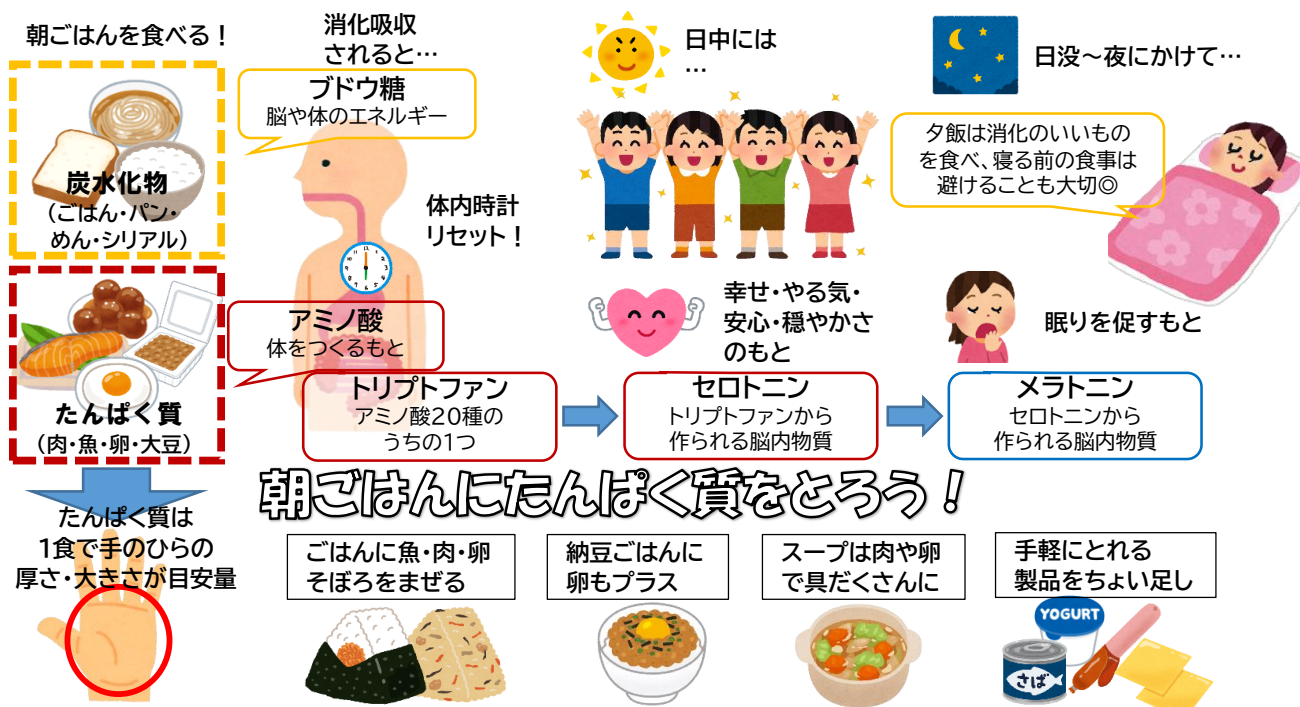 朝ごはんを食べる！
炭水化物
(ごはん・パン・
めん・シリアル)
たんぱく質
(肉・魚・卵・大豆)
たんぱく質は
1食で手のひらの
厚さ・大きさが目安量
消化吸収
されると…
ブドウ糖
脳や体のエネルギー
体内時計
リセット！
アミノ酸
体をつくるもと
トリプトファン
アミノ酸20種の
うちの1つ
日中には
…
幸せ・やる気・
安心・穏やかさ
のもと
セロトニン
トリプトファンから
作られる脳内物質
日没～夜にかけて…
夕飯は消化のいいもの
を食べ、寝る前の食事は
避けることも大切◎
眠りを促すもと
メラトニン
セロトニンから
作られる脳内物質
朝ごはんにたんぱく質をとろう！
ごはんに魚・肉・卵
そぼろをまぜる
納豆ごはんに
卵もプラス
スープは肉や卵
で具だくさんに
手軽にとれる
製品をちょい足し
YOGURT
さば